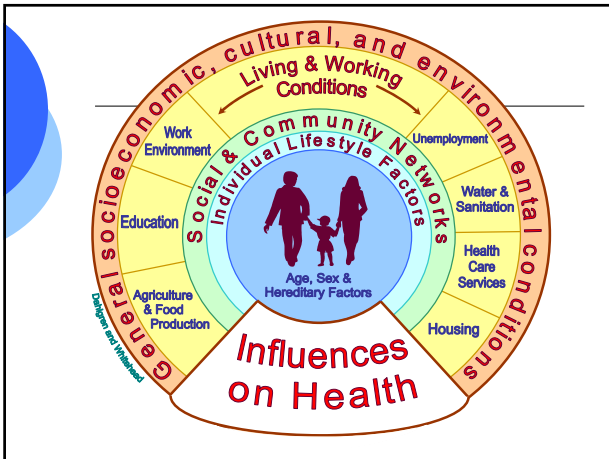 General socioeconomic, cultural, and environmental conditions
Living & Working
Conditions
Work
Environment
Unemployment
Social & Community Networks
Individual Lifestyle Factors
Education
Water &
Sanitation
Agriculture
& Food
Production
Health
Care
Services
Housing
Age, Sex &
Hereditary Factors
Dahlgren and Whitehead
Influences
on Health